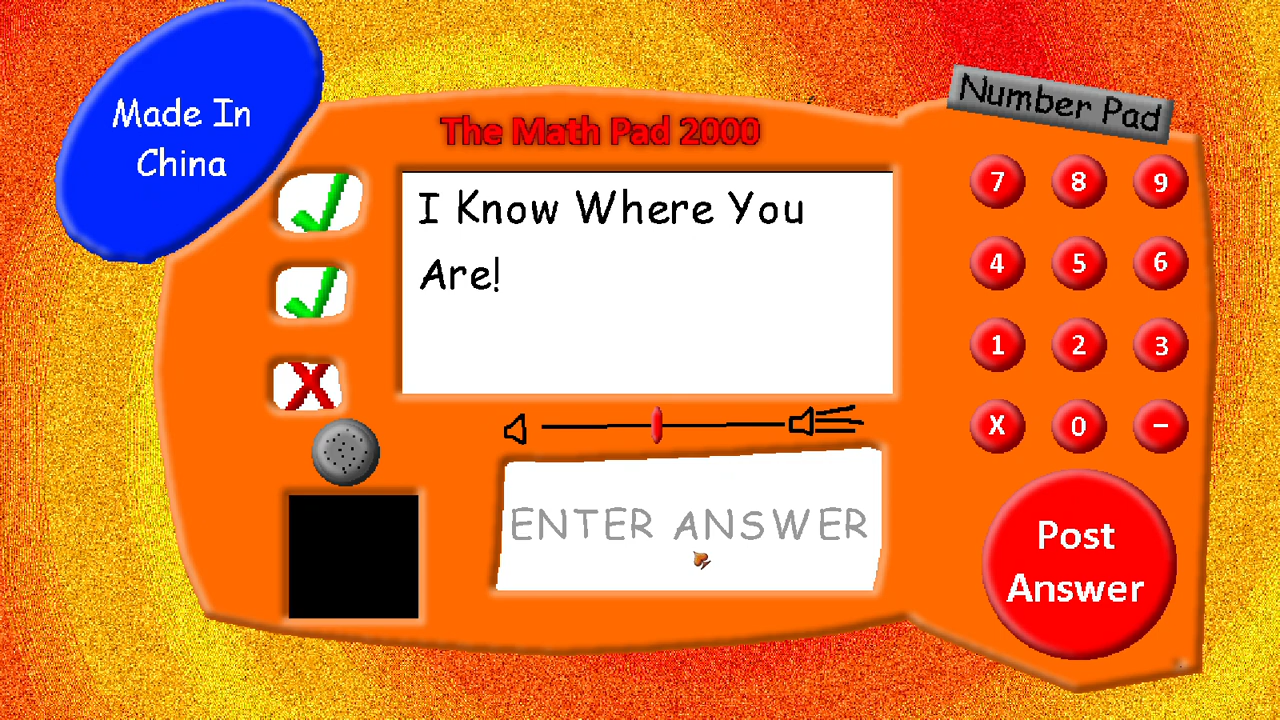 Made In
China
The Math Pad 2000
Number Pad
I Know Where You
Are!
7 8 9
4 5 6
1 2 3
X 0 −
ENTER ANSWER
Post
Answer